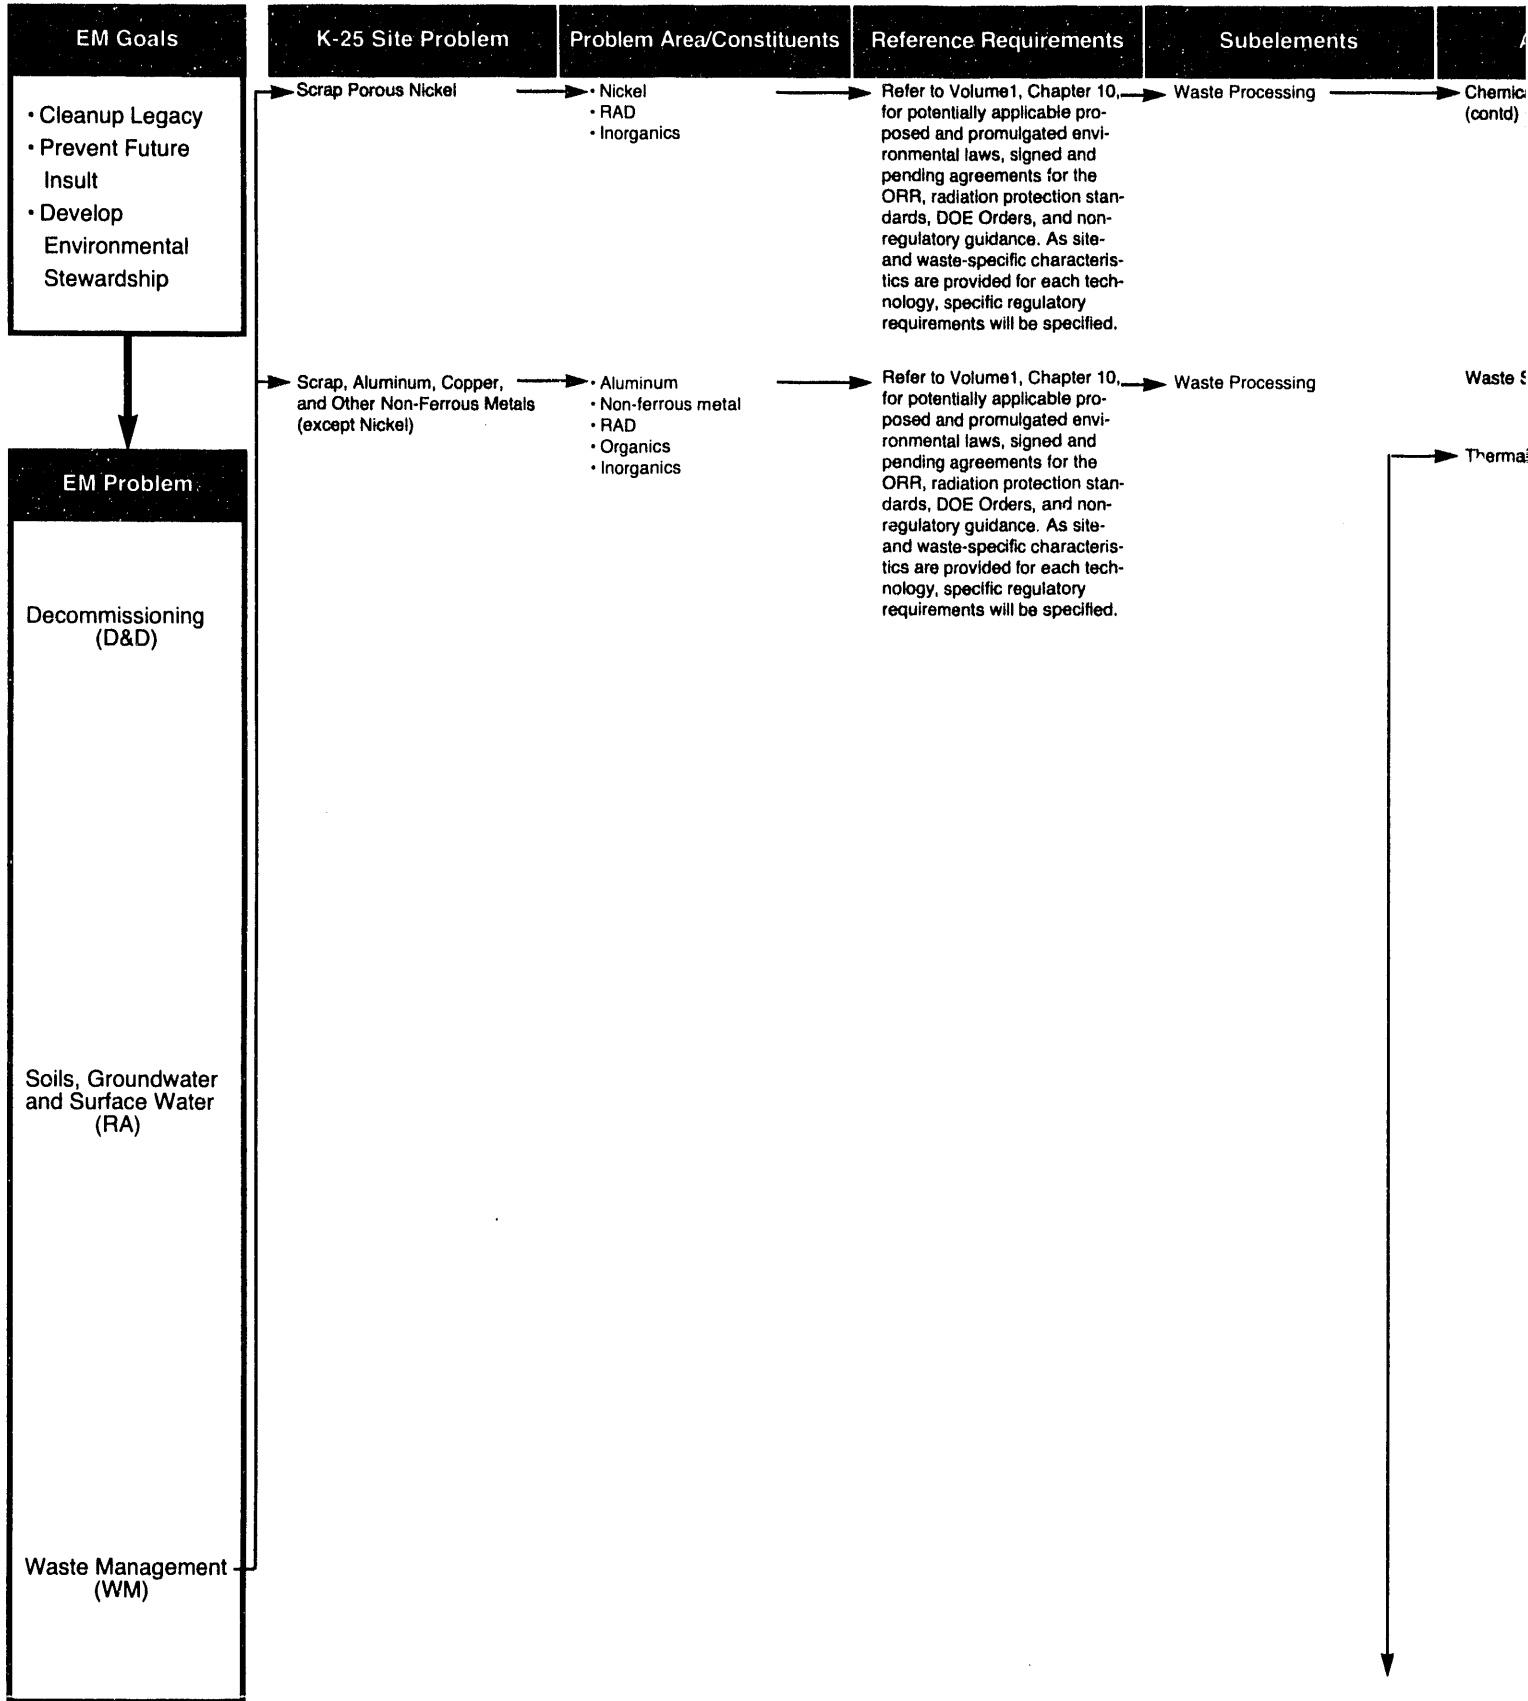 EM Goals
• Cleanup Legacy
• Prevent Future
Insult
• Develop
Environmental
Stewardship
EM Problem
Decommissioning
(D&D)
Soils, Groundwater
and Surface Water
(RA)
Waste Management
(WM)
K-25 Site Problem
Problem Area/Constituents
Reference Requirements
Subelements
Scrap Porous Nickel
• Nickel
• RAD
• Inorganics
Refer to Volume1, Chapter 10,
for potentially applicable pro-
posed and promulgated envi-
ronmental laws, signed and
pending agreements for the
ORR, radiation protection stan-
dards, DOE Orders, and non-
regulatory guidance. As site-
and waste-specific characteris-
tics are provided for each tech-
nology, specific regulatory
requirements will be specified.
Waste Processing
(contd)
Scrap, Aluminum, Copper,
and Other Non-Ferrous Metals
(except Nickel)
• Aluminum
• Non-ferrous metal
• RAD
• Organics
• Inorganics
Refer to Volume1, Chapter 10,
for potentially applicable pro-
posed and promulgated envi-
ronmental laws, signed and
pending agreements for the
ORR, radiation protection stan-
dards, DOE Orders, and non-
regulatory guidance. As site-
and waste-specific characteris-
tics are provided for each tech-
nology, specific regulatory
requirements will be specified.
Waste Processing
Waste